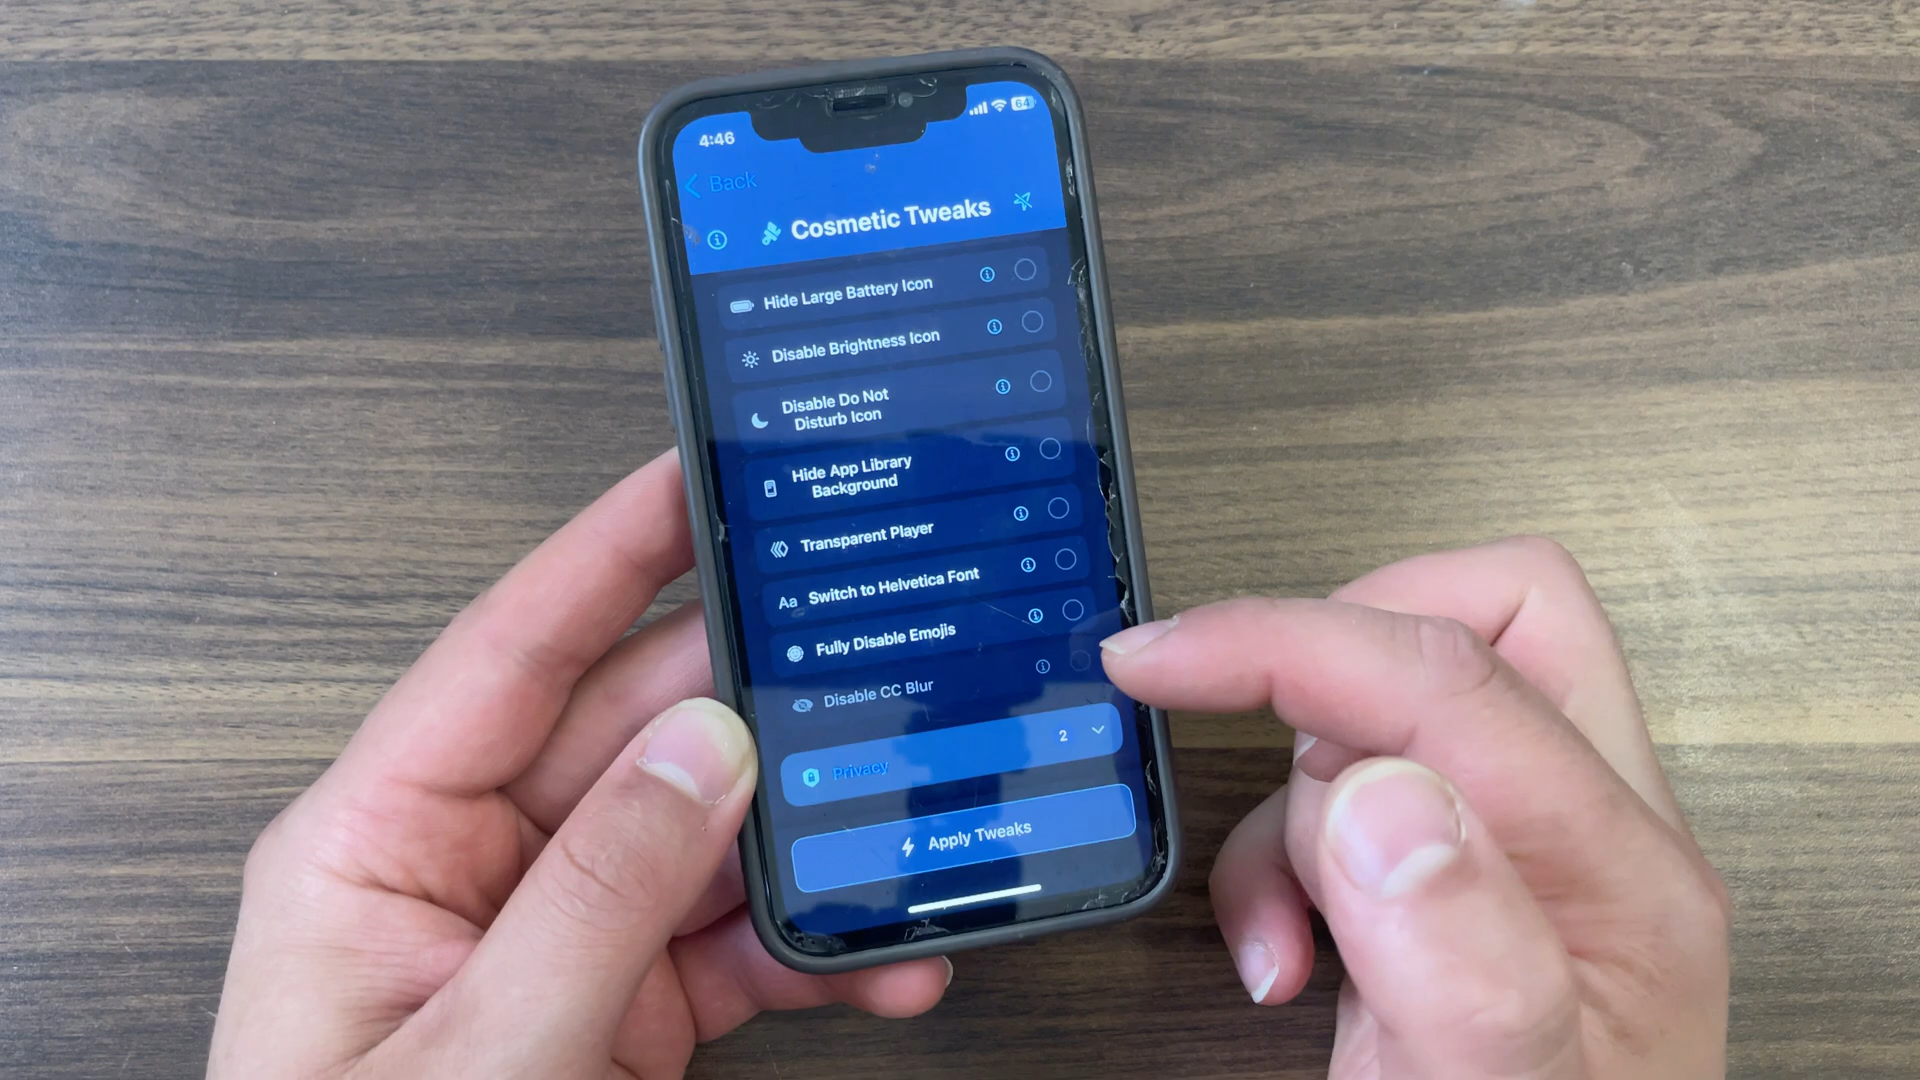 4:46
64
Back
Cosmetic Tweaks
Hide Large Battery Icon
Disable Brightness Icon
Disable Do Not
Disturb Icon
Hide App Library
Background
Transparent Player
Aa Switch to Helvetica Font
Fully Disable Emojis
Disable CC Blur
Privacy 2
Apply Tweaks